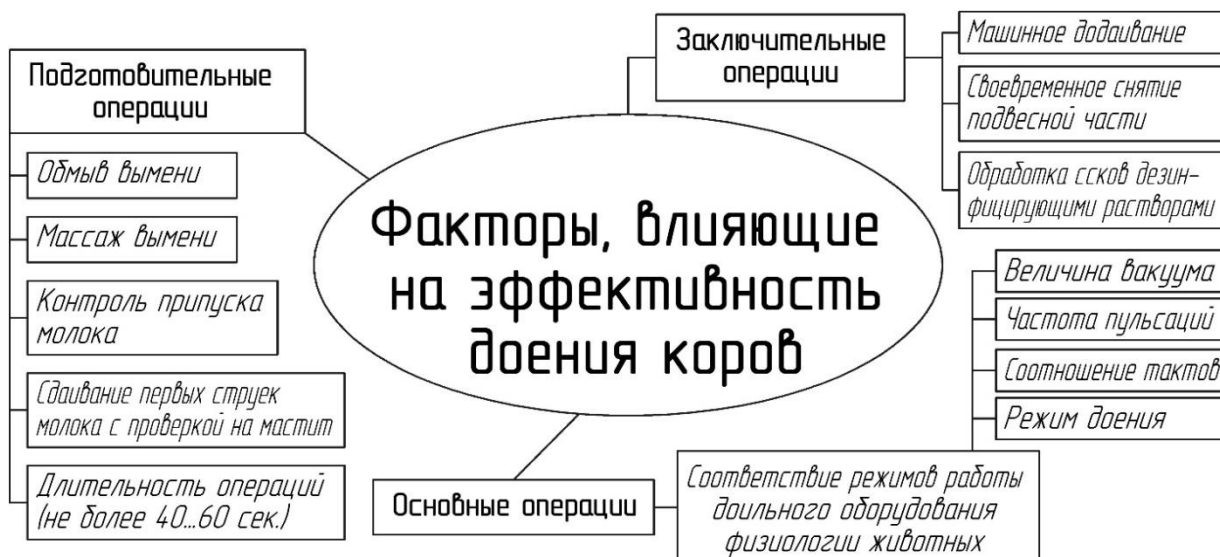 Подготовительные
операции
Обмыв вымени
Массаж вымени
Контроль припуска
молока
Сдаивание первых струек
молока с проверкой на мастит
Длительность операций
(не более 40...60 сек.)
Факторы, влияющие
на эффективность
доения коров
Заключительные
операции
Машинное додаивание
Своевременное снятие
подвесной части
Обработка ссков дезин-
фицирующими растворами
Основные операции
Соответствие режимов работы
доильного оборудования
физиологии животных
Величина вакуума
Частота пульсаций
Соотношение тактов
Режим доения